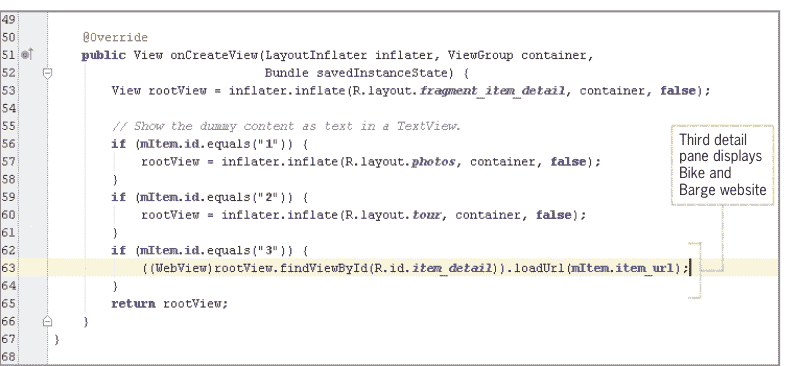 49
50 @Override
51 public View onCreateView(LayoutInflater inflater, ViewGroup container,
52 Bundle savedInstanceState) {
53 View rootView = inflater.inflate(R.layout.fragment_item_detail, container, false);
54
55 // Show the dummy content as text in a TextView.
56 if (mItem.id.equals("1")) {
57 rootView = inflater.inflate(R.layout.photos, container, false);
58 }
59 if (mItem.id.equals("2")) {
60 rootView = inflater.inflate(R.layout.tour, container, false);
61 }
62 if (mItem.id.equals("3")) {
63 ((WebView)rootView.findViewById(R.id.item_detail)).loadUrl(mItem.item_url);
64 }
65 return rootView;
66 }
67 }
68
Third detail
pane displays
Bike and
Barge website